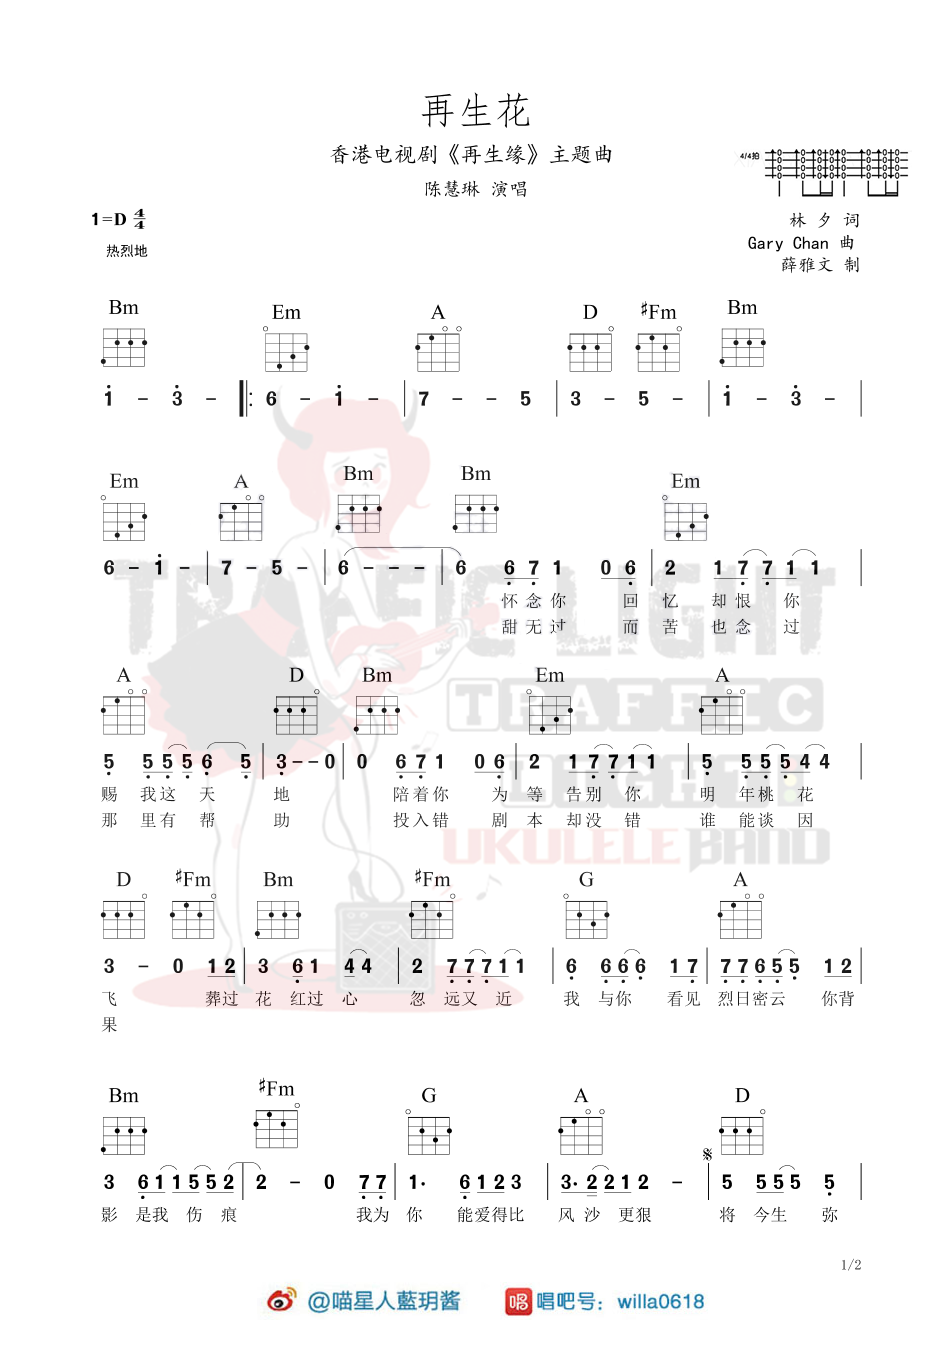 再生花
香港电视剧《再生缘》主题曲
陈慧琳 演唱
4/4拍
1=D 4/4
热烈地
林 夕 词
Gary Chan 曲
薛雅文 制
Bm Em A D ♯Fm Bm
1 - 3 - 6 - 1 - 7 - - 5 3 - 5 - 1 - 3 -
Em A Bm Bm Em
6 - 1 - 7 - 5 - 6 - - - 6 6 7 1 0 6 2 1 7 7 1 1
怀 念 你 回 忆 却 恨 你
甜 无 过 而 苦 也 念 过
A D Bm Em A
5 5 5 5 6 5 3 - - 0 0 6 7 1 0 6 2 1 7 7 1 1 5 5 5 5 4 4
赐 我 这 天 地 陪 着 你 为 等 告 别 你 明 年 桃 花
那 里 有 帮 助 投 入 错 剧 本 却 没 错 谁 能 谈 因
D ♯Fm Bm ♯Fm G A
3 - 0 1 2 3 6 1 4 4 2 7 7 7 1 1 6 6 6 6 1 7 7 7 6 5 5 1 2
飞 葬过 花 红过 心 忽 远又 近 我 与你 看见 烈日密云 你背
果
Bm ♯Fm G A D
3 6 1 1 5 5 2 2 - 0 7 7 1· 6 1 2 3 3· 2 2 1 2 - 5 5 5 5 5
影 是我 伤 痕 我为 你 能爱得比 风 沙 更狠 将 今生 弥
TRAFFICLIGHT
TRAFFIC
LIGHT
UKULELE BAND
1/2
@喵星人藍玥酱
唱 唱吧号：willa0618